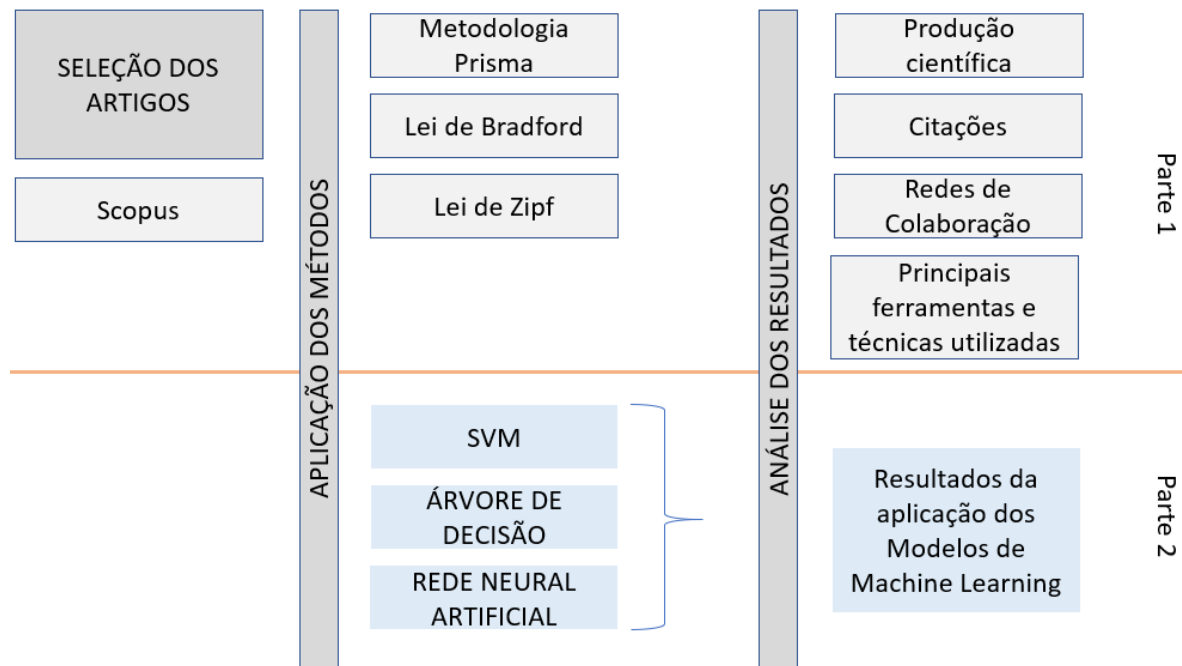 SELEÇÃO DOS
ARTIGOS
Scopus
APLICAÇÃO DOS MÉTODOS
Metodologia
Prisma
Lei de Bradford
Lei de Zipf
ANÁLISE DOS RESULTADOS
Produção
científica
Citações
Redes de
Colaboração
Principais
ferramentas e
técnicas utilizadas
Parte 1
SVM
ÁRVORE DE
DECISÃO
REDE NEURAL
ARTIFICIAL
Resultados da
aplicação dos
Modelos de
Machine Learning
Parte 2